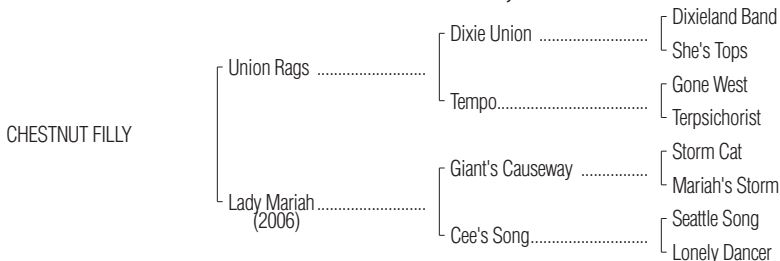 Dixieland Band
Dixie Union ..........................
She's Tops
Union Rags ..........................
Gone West
Tempo.....................................
Terpsichorist
CHESTNUT FILLY
Storm Cat
Giant's Causeway ................
Mariah's Storm
Lady Mariah..........................
(2006)
Seattle Song
Cee's Song.............................
Lonely Dancer